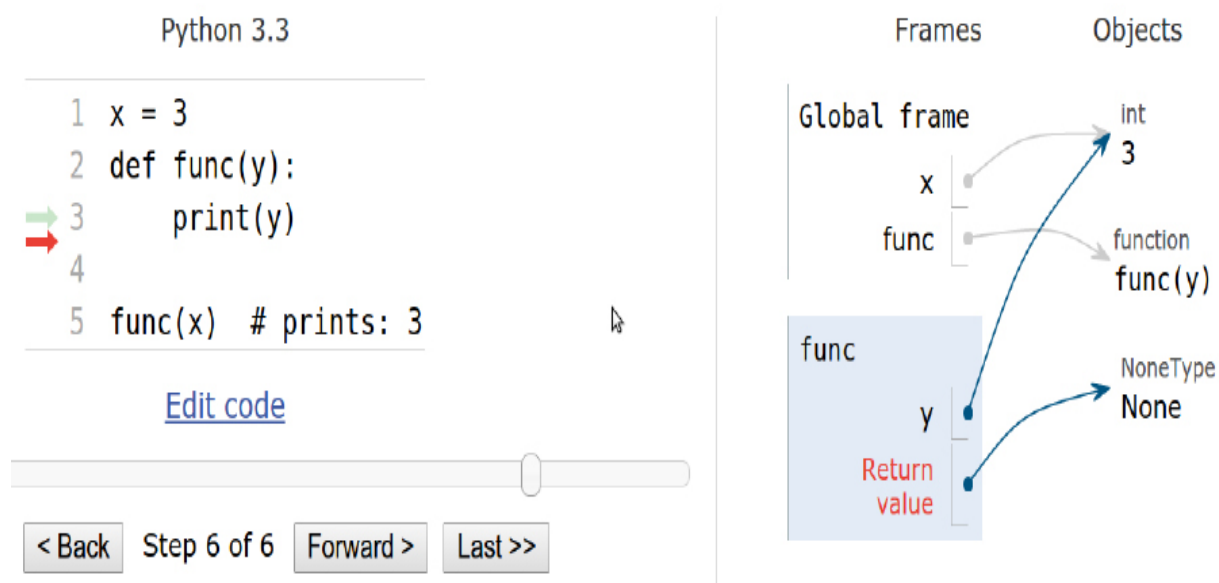 Python 3.3
1 x = 3
2 def func(y):
3     print(y)
4
5 func(x)  # prints: 3
Edit code
< Back Step 6 of 6 Forward > Last >>
Frames Objects
Global frame
x
func
int
3
function
func(y)
func
y
Return
value
NoneType
None